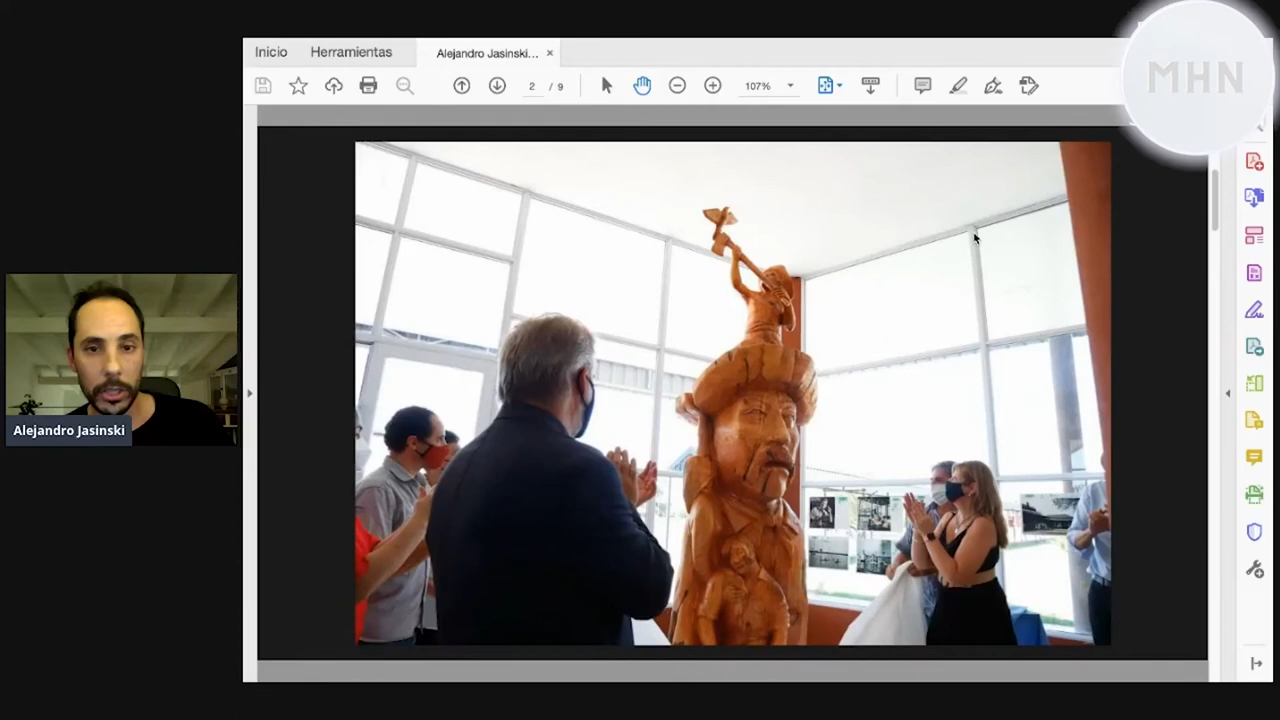 MHN
Inicio
Herramientas
Alejandro Jasinski...
2 / 9
107%
Alejandro Jasinski